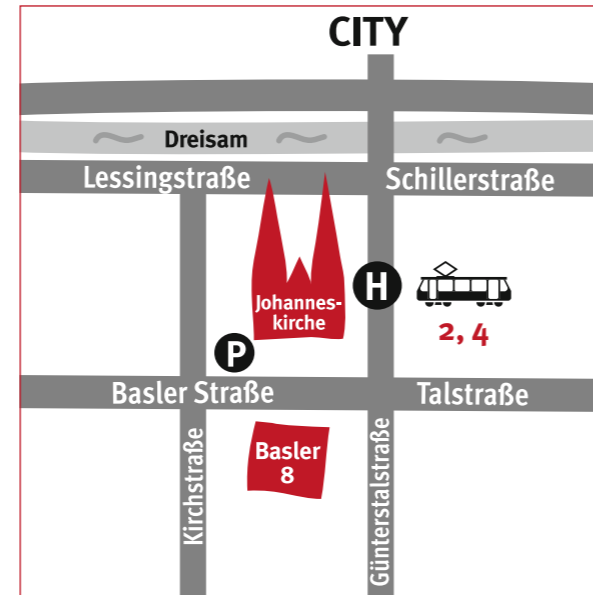 CITY
Dreisam
Lessingstraße
Schillerstraße
Johannes-
kirche
H
2, 4
P
Basler Straße
Talstraße
Kirchstraße
Basler
8
Günterstalstraße